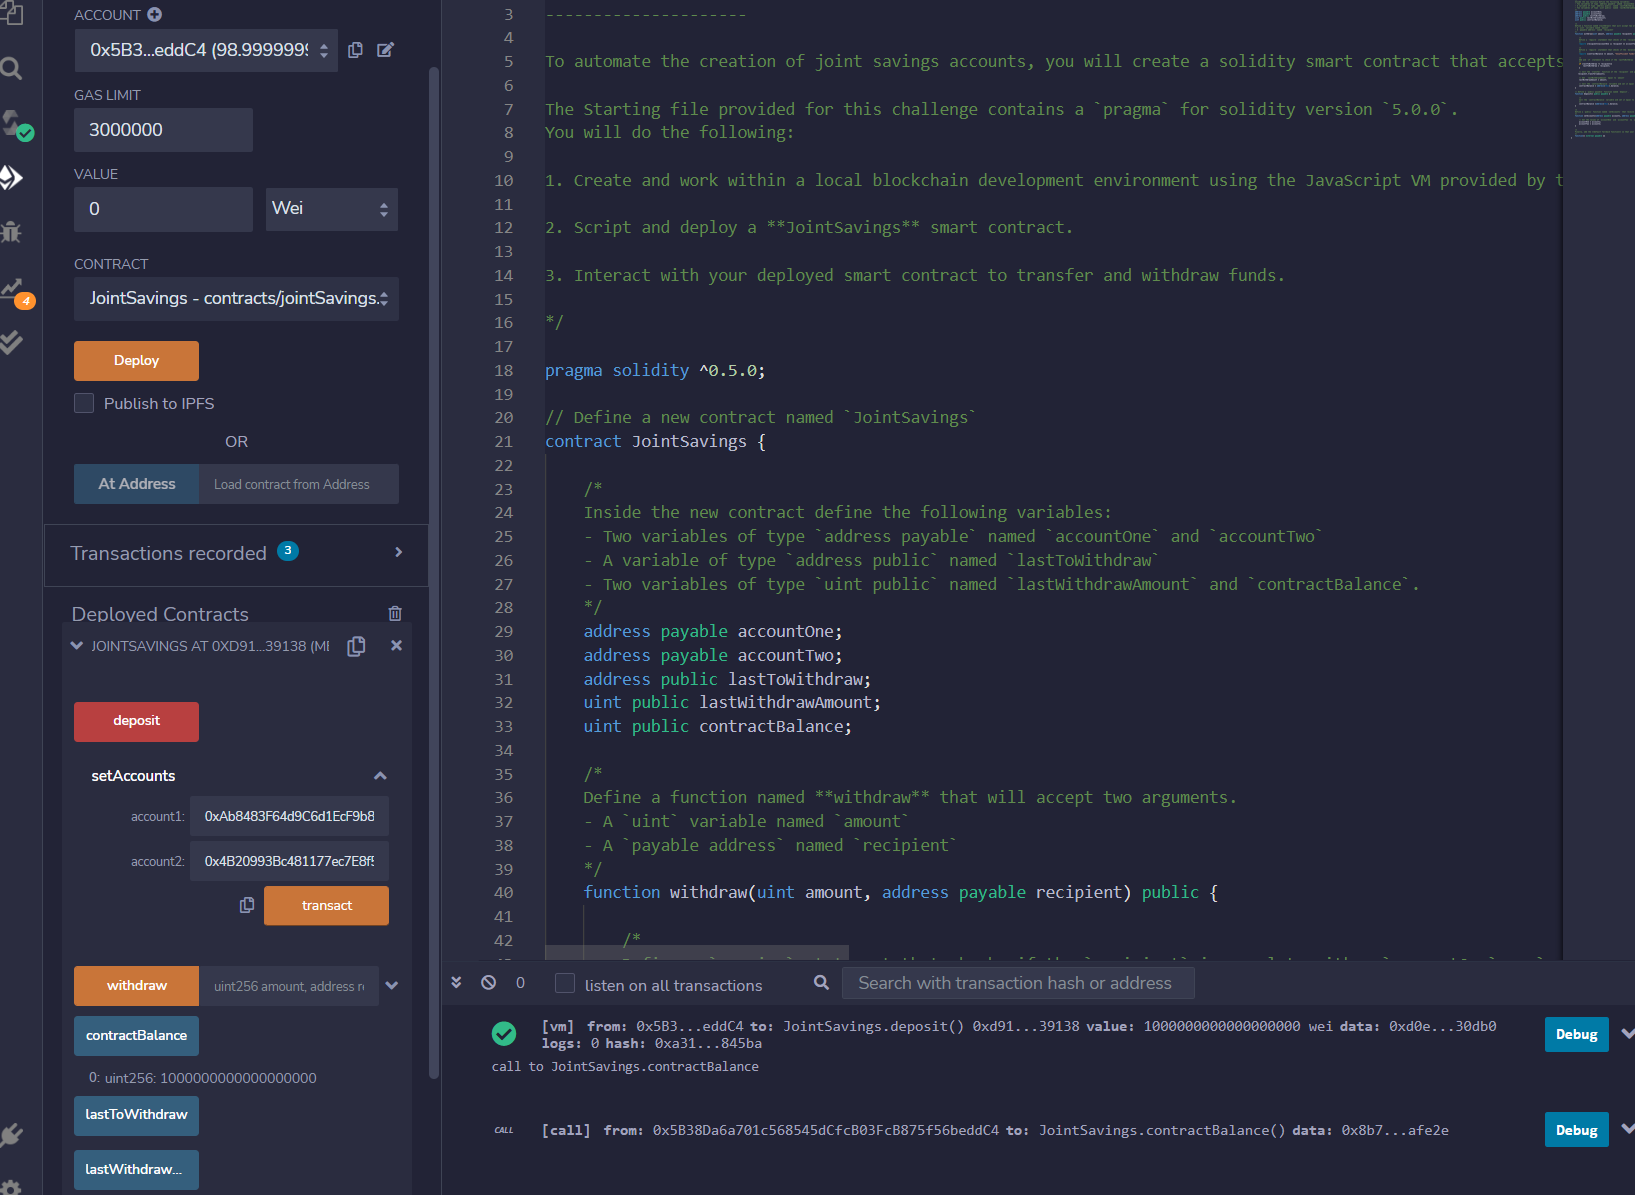 ACCOUNT
0x5B3...eddC4 (98.9999999
GAS LIMIT
3000000
VALUE
0
Wei
CONTRACT
JointSavings - contracts/jointSavings.
Deploy
Publish to IPFS
OR
At Address
Load contract from Address
Transactions recorded 3
Deployed Contracts
JOINTSAVINGS AT 0XD91...39138 (ME
deposit
setAccounts
account1: 0xAb8483F64d9C6d1EcF9b8
account2: 0x4B20993Bc481177ec7E8f5
transact
withdraw
uint256 amount, address re
contractBalance
0: uint256: 1000000000000000000
lastToWithdraw
lastWithdraw...
4
3 ---------------------
4
5 To automate the creation of joint savings accounts, you will create a solidity smart contract that accepts
6
7 The Starting file provided for this challenge contains a `pragma` for solidity version `5.0.0`.
8 You will do the following:
9
10 1. Create and work within a local blockchain development environment using the JavaScript VM provided by t
11
12 2. Script and deploy a **JointSavings** smart contract.
13
14 3. Interact with your deployed smart contract to transfer and withdraw funds.
15
16 */
17
18 pragma solidity ^0.5.0;
19
20 // Define a new contract named `JointSavings`
21 contract JointSavings {
22
23 /*
24 Inside the new contract define the following variables:
25 - Two variables of type `address payable` named `accountOne` and `accountTwo`
26 - A variable of type `address public` named `lastToWithdraw`
27 - Two variables of type `uint public` named `lastWithdrawAmount` and `contractBalance`.
28 */
29 address payable accountOne;
30 address payable accountTwo;
31 address public lastToWithdraw;
32 uint public lastWithdrawAmount;
33 uint public contractBalance;
34
35 /*
36 Define a function named **withdraw** that will accept two arguments.
37 - A `uint` variable named `amount`
38 - A `payable address` named `recipient`
39 */
40 function withdraw(uint amount, address payable recipient) public {
41
42 /*
0
listen on all transactions
Search with transaction hash or address
[vm] from: 0x5B3...eddC4 to: JointSavings.deposit() 0xd91...39138 value: 1000000000000000000 wei data: 0xd0e...30db0
logs: 0 hash: 0xa31...845ba
Debug
call to JointSavings.contractBalance
CALL [call] from: 0x5B38Da6a701c568545dCfcB03FcB875f56beddC4 to: JointSavings.contractBalance() data: 0x8b7...afe2e
Debug